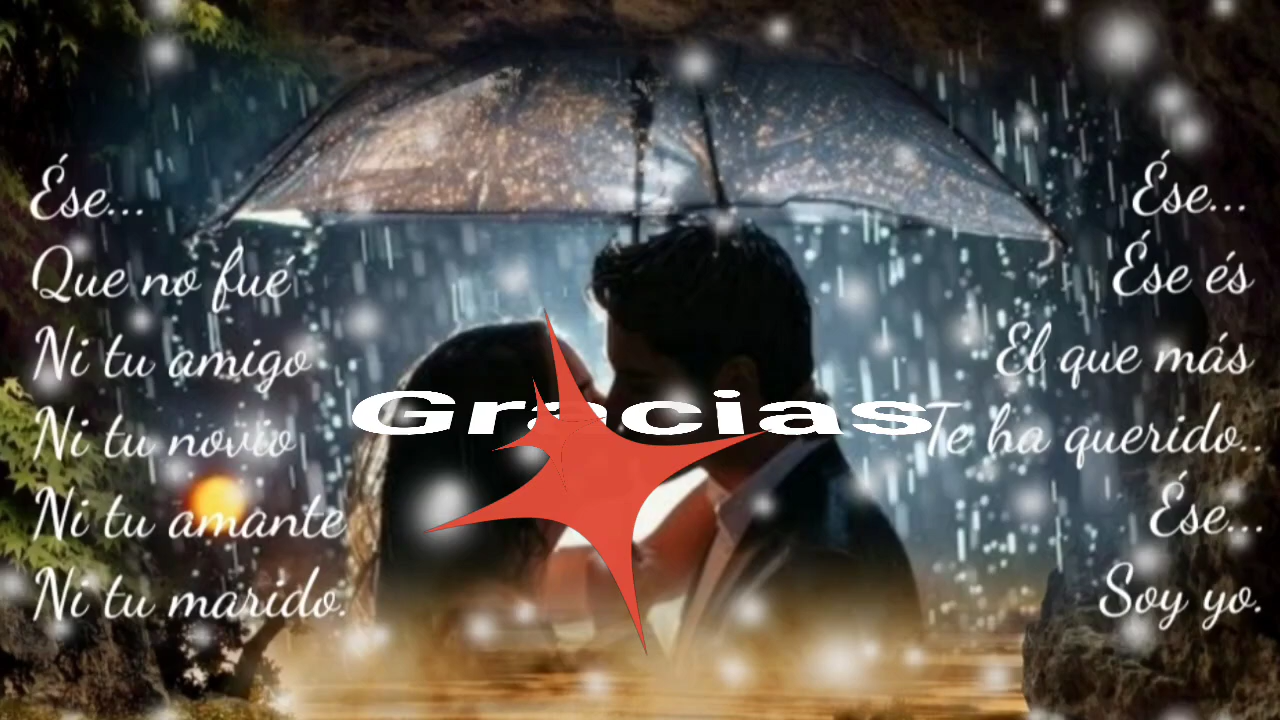 Ése...
Que no fué
Ni tu amigo
Ni tu novio
Ni tu amante
Ni tu marido.
Gracias
Ése...
Ése és
El que más
Te ha querido..
Ése...
Soy yo.